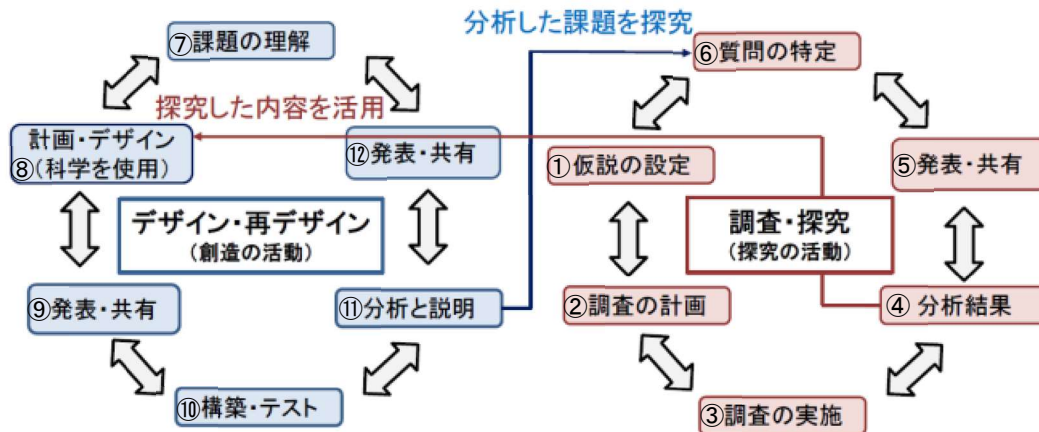 分析した課題を探究
⑦課題の理解
⑥質問の特定
探究した内容を活用
計画・デザイン
⑧(科学を使用)
⑫発表・共有
①仮説の設定
⑤発表・共有
デザイン・再デザイン
(創造の活動)
調査・探究
(探究の活動)
⑨発表・共有
⑪分析と説明
②調査の計画
④分析結果
⑩構築・テスト
③調査の実施